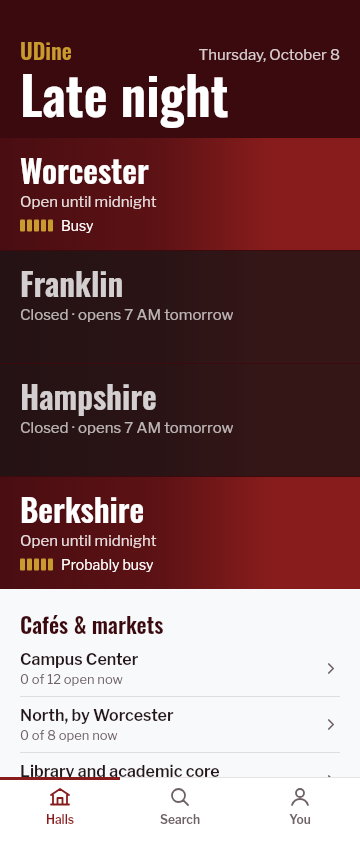 UDine
Thursday, October 8
Late night
Worcester
Open until midnight
Busy
Franklin
Closed · opens 7 AM tomorrow
Hampshire
Closed · opens 7 AM tomorrow
Berkshire
Open until midnight
Probably busy
Cafés & markets
Campus Center
0 of 12 open now
North, by Worcester
0 of 8 open now
Library and academic core
Halls
Search
You